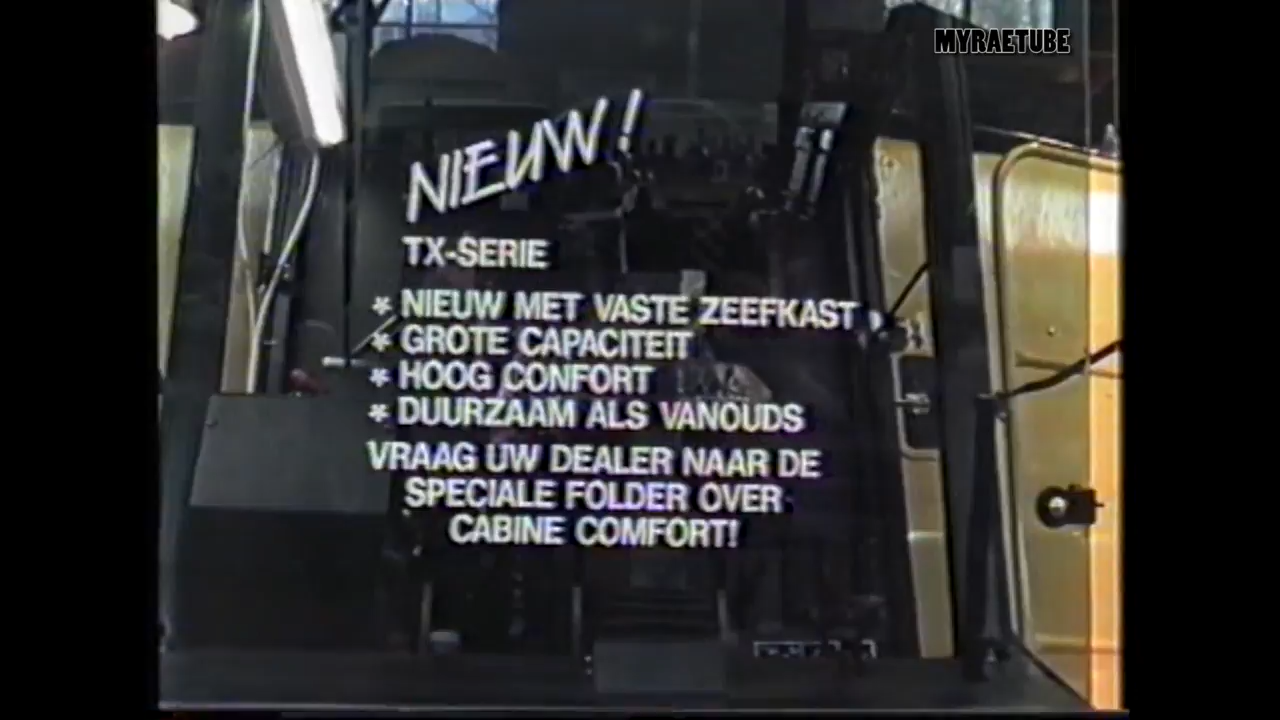 MYRAETUBE
NIEUW!
TX-SERIE
* NIEUW MET VASTE ZEEFKAST
* GROTE CAPACITEIT
* HOOG CONFORT
* DUURZAAM ALS VANOUDS
VRAAG UW DEALER NAAR DE
SPECIALE FOLDER OVER
CABINE COMFORT!